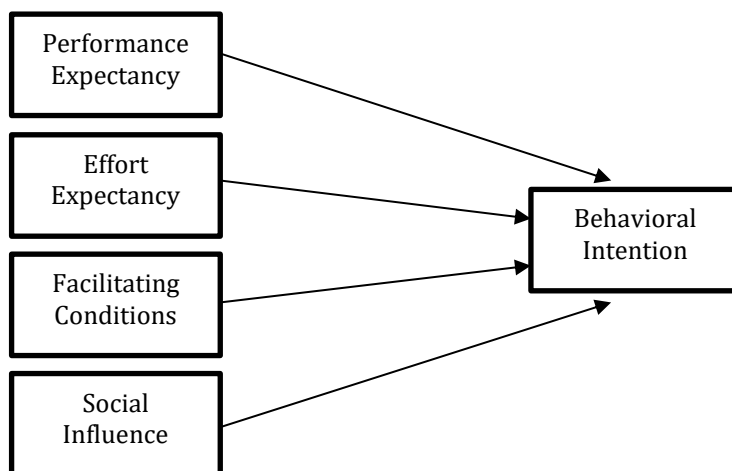 Performance
Expectancy
Effort
Expectancy
Behavioral
Intention
Facilitating
Conditions
Social
Influence